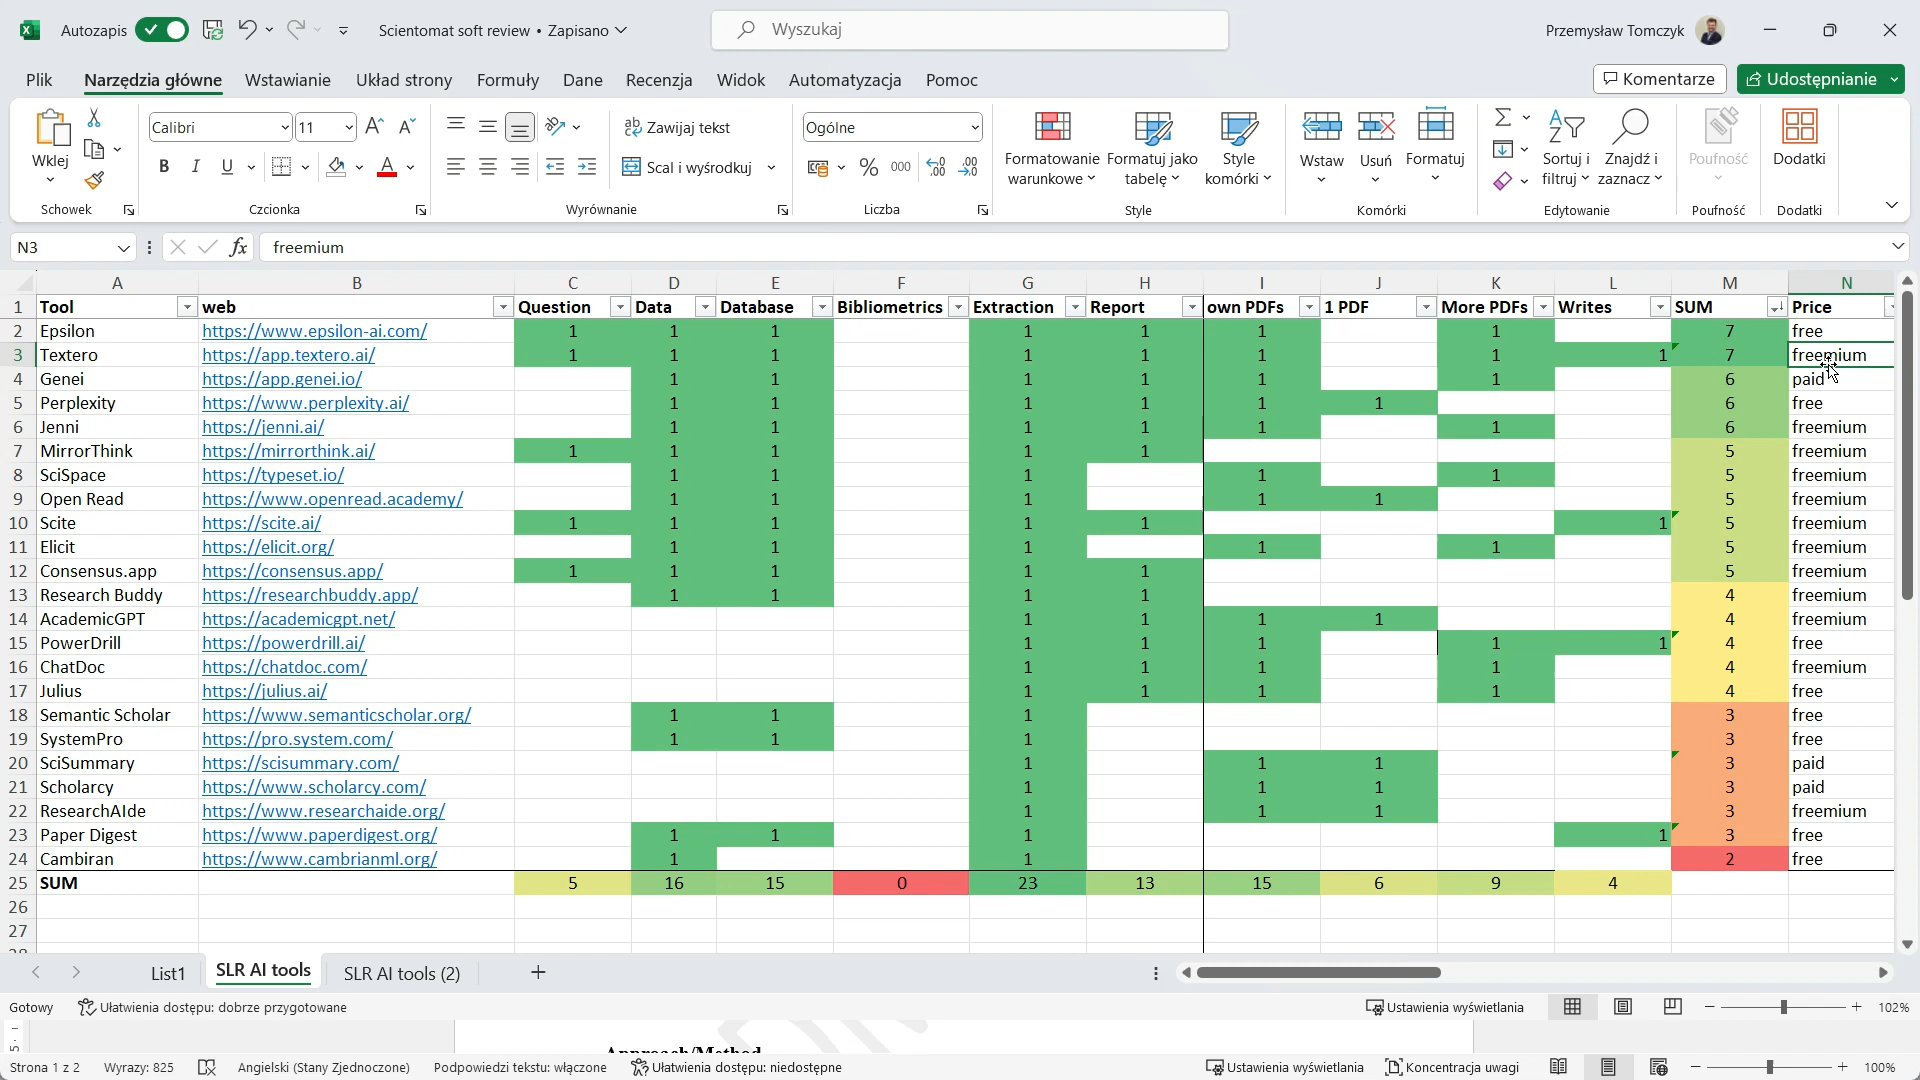 Autozapis Scientomat soft review • Zapisano Wyszukaj Przemysław Tomczyk
Plik Narzędzia główne Wstawianie Układ strony Formuły Dane Recenzja Widok Automatyzacja Pomoc Komentarze Udostępnianie
Wklej Calibri 11 Zawijaj tekst Ogólne Formatowanie warunkowe Formatuj jako tabelę Style komórki Wstaw Usuń Formatuj Sortuj i filtruj Znajdź i zaznacz Poufność Dodatki
B I U A Scal i wyśrodkuj % 000
Schowek Czcionka Wyrównanie Liczba Style Komórki Edytowanie Poufność Dodatki
N3 fx freemium
A B C D E F G H I J K L M N
1 Tool web Question Data Database Bibliometrics Extraction Report own PDFs 1 PDF More PDFs Writes SUM Price
2 Epsilon https://www.epsilon-ai.com/ 1 1 1 1 1 1 1 7 free
3 Textero https://app.textero.ai/ 1 1 1 1 1 1 1 1 7 freemium
4 Genei https://app.genei.io/ 1 1 1 1 1 1 6 paid
5 Perplexity https://www.perplexity.ai/ 1 1 1 1 1 1 6 free
6 Jenni https://jenni.ai/ 1 1 1 1 1 1 6 freemium
7 MirrorThink https://mirrorthink.ai/ 1 1 1 1 1 5 freemium
8 SciSpace https://typeset.io/ 1 1 1 1 1 5 freemium
9 Open Read https://www.openread.academy/ 1 1 1 1 1 5 freemium
10 Scite https://scite.ai/ 1 1 1 1 1 1 5 freemium
11 Elicit https://elicit.org/ 1 1 1 1 1 5 freemium
12 Consensus.app https://consensus.app/ 1 1 1 1 1 5 freemium
13 Research Buddy https://researchbuddy.app/ 1 1 1 1 4 freemium
14 AcademicGPT https://academicgpt.net/ 1 1 1 1 4 freemium
15 PowerDrill https://powerdrill.ai/ 1 1 1 1 1 4 free
16 ChatDoc https://chatdoc.com/ 1 1 1 1 4 freemium
17 Julius https://julius.ai/ 1 1 1 1 4 free
18 Semantic Scholar https://www.semanticscholar.org/ 1 1 1 3 free
19 SystemPro https://pro.system.com/ 1 1 1 3 free
20 SciSummary https://scisummary.com/ 1 1 1 3 paid
21 Scholarcy https://www.scholarcy.com/ 1 1 1 3 paid
22 ResearchAIde https://www.researchaide.org/ 1 1 1 3 freemium
23 Paper Digest https://www.paperdigest.org/ 1 1 1 1 3 free
24 Cambiran https://www.cambrianml.org/ 1 1 2 free
25 SUM 5 16 15 0 23 13 15 6 9 4
26
27
List1 SLR AI tools SLR AI tools (2)
Gotowy Ułatwienia dostępu: dobrze przygotowane Ustawienia wyświetlania 102%
Approach/Method
Strona 1 z 2 Wyrazy: 825 Angielski (Stany Zjednoczone) Podpowiedzi tekstu: włączone Ułatwienia dostępu: niedostępne Ustawienia wyświetlania Koncentracja uwagi 100%